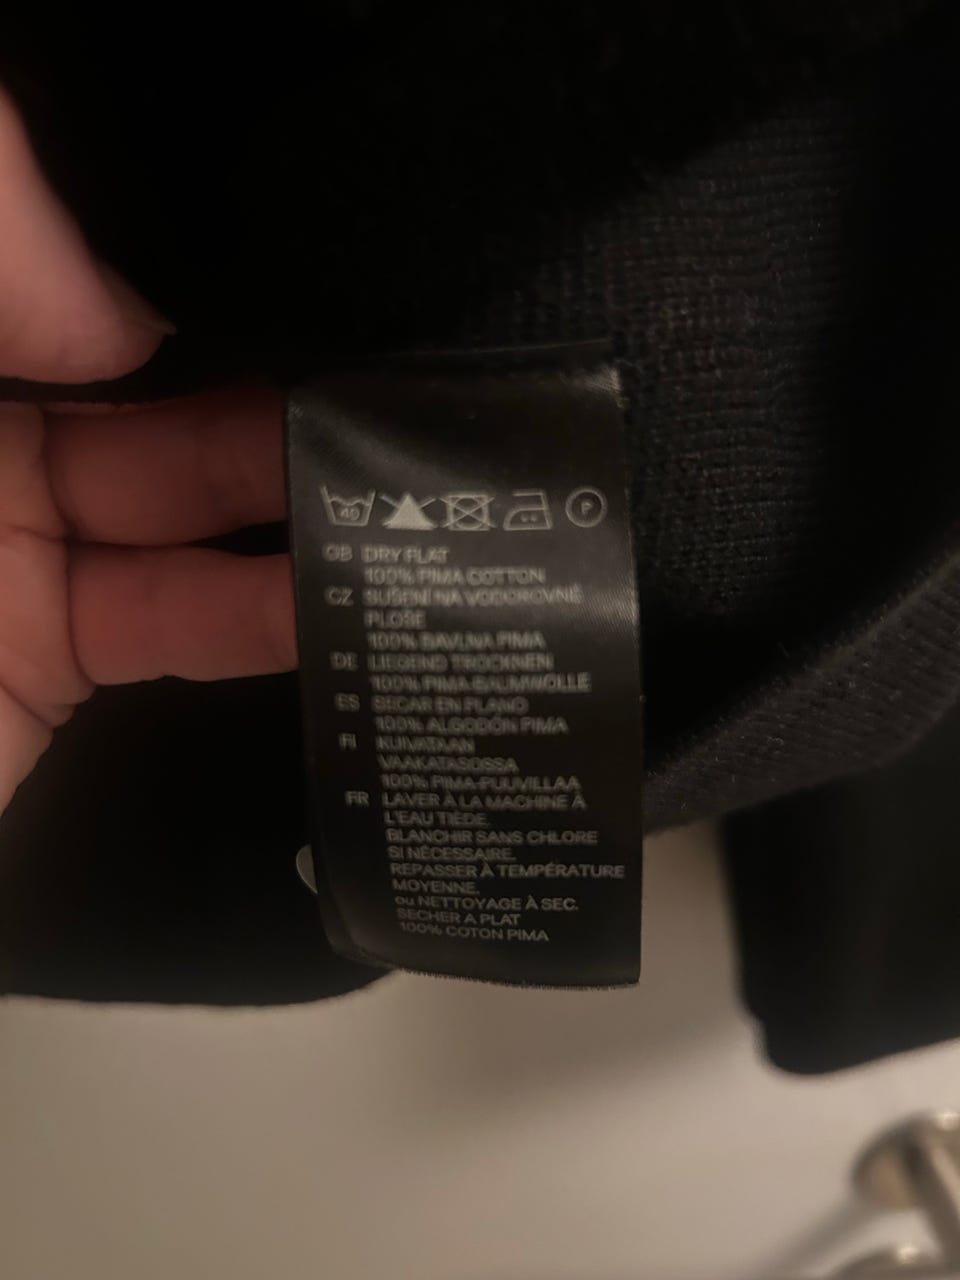 40 P
GB DRY FLAT
100% PIMA COTTON
CZ SUŠENÍ NA VODOROVNÉ
PLOŠE
100% BAVLNA PIMA
DE LIEGEND TROCKNEN
100% PIMA-BAUMWOLLE
ES SECAR EN PLANO
100% ALGODÓN PIMA
FI KUIVATAAN
VAAKATASOSSA
100% PIMA-PUUVILLAA
FR LAVER À LA MACHINE À
L'EAU TIÈDE.
BLANCHIR SANS CHLORE
SI NÉCESSAIRE.
REPASSER À TEMPÉRATURE
MOYENNE.
ou NETTOYAGE À SEC.
SECHER A PLAT
100% COTON PIMA